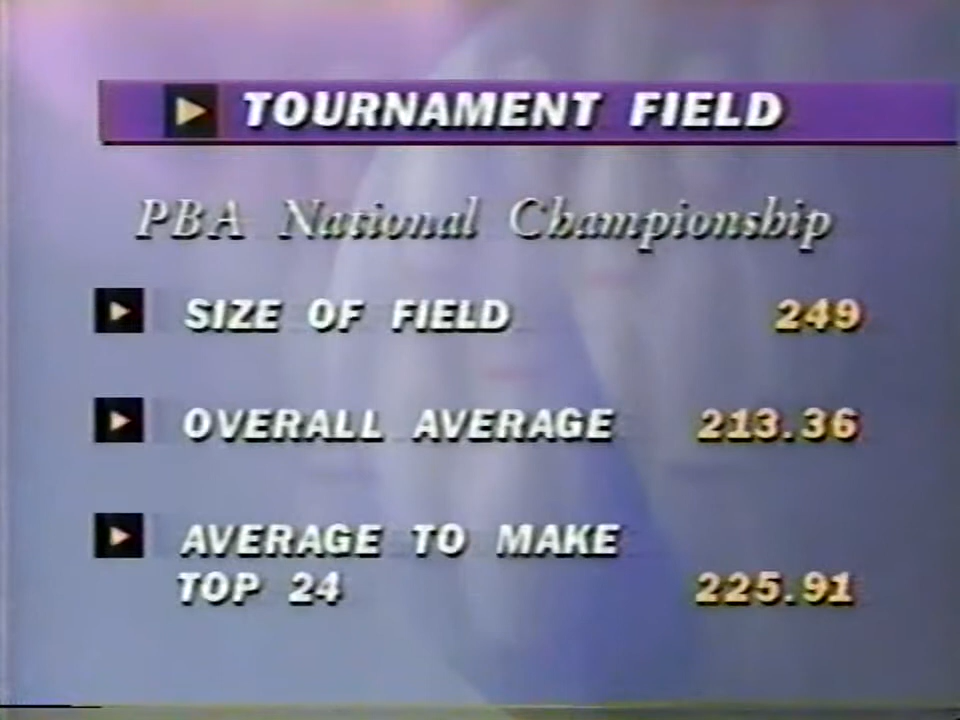 TOURNAMENT FIELD
PBA National Championship
SIZE OF FIELD 249
OVERALL AVERAGE 213.36
AVERAGE TO MAKE
TOP 24 225.91